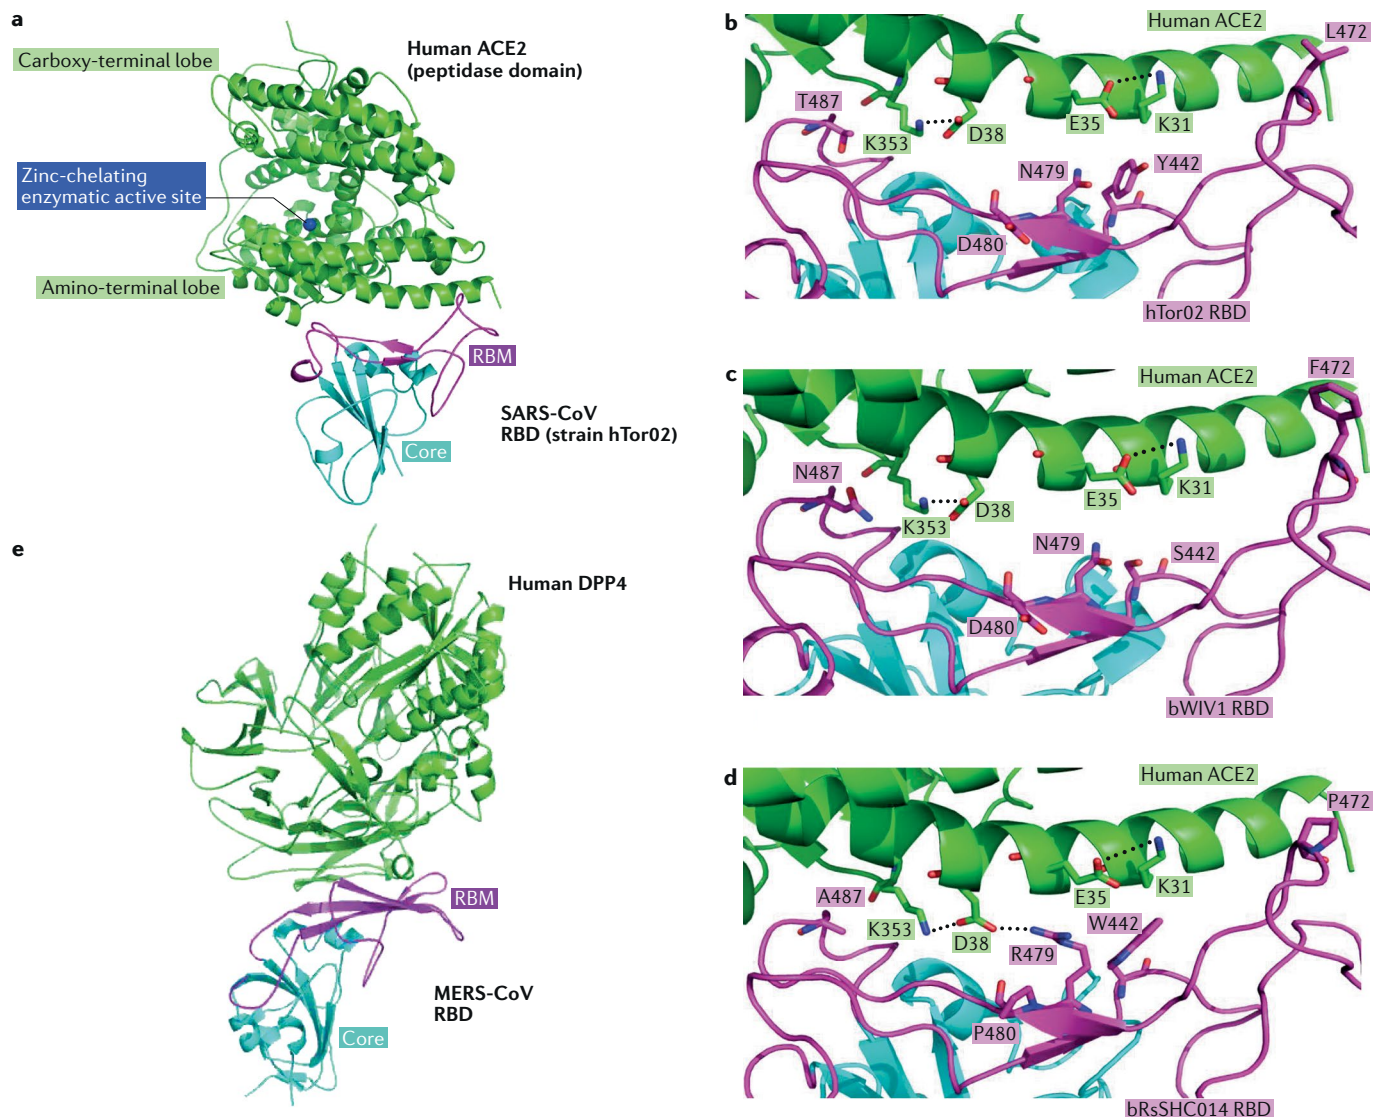 a
Human ACE2
(peptidase domain)
Carboxy-terminal lobe
Zinc-chelating
enzymatic active site
Amino-terminal lobe
RBM
SARS-CoV
RBD (strain hTor02)
Core
b
Human ACE2
L472
T487
K353
D38
E35
K31
N479
Y442
D480
hTor02 RBD
c
Human ACE2
F472
N487
K353
D38
E35
K31
N479
S442
D480
bWIV1 RBD
d
Human ACE2
P472
A487
K353
D38
E35
K31
W442
R479
P480
bRsSHC014 RBD
e
Human DPP4
RBM
MERS-CoV
RBD
Core